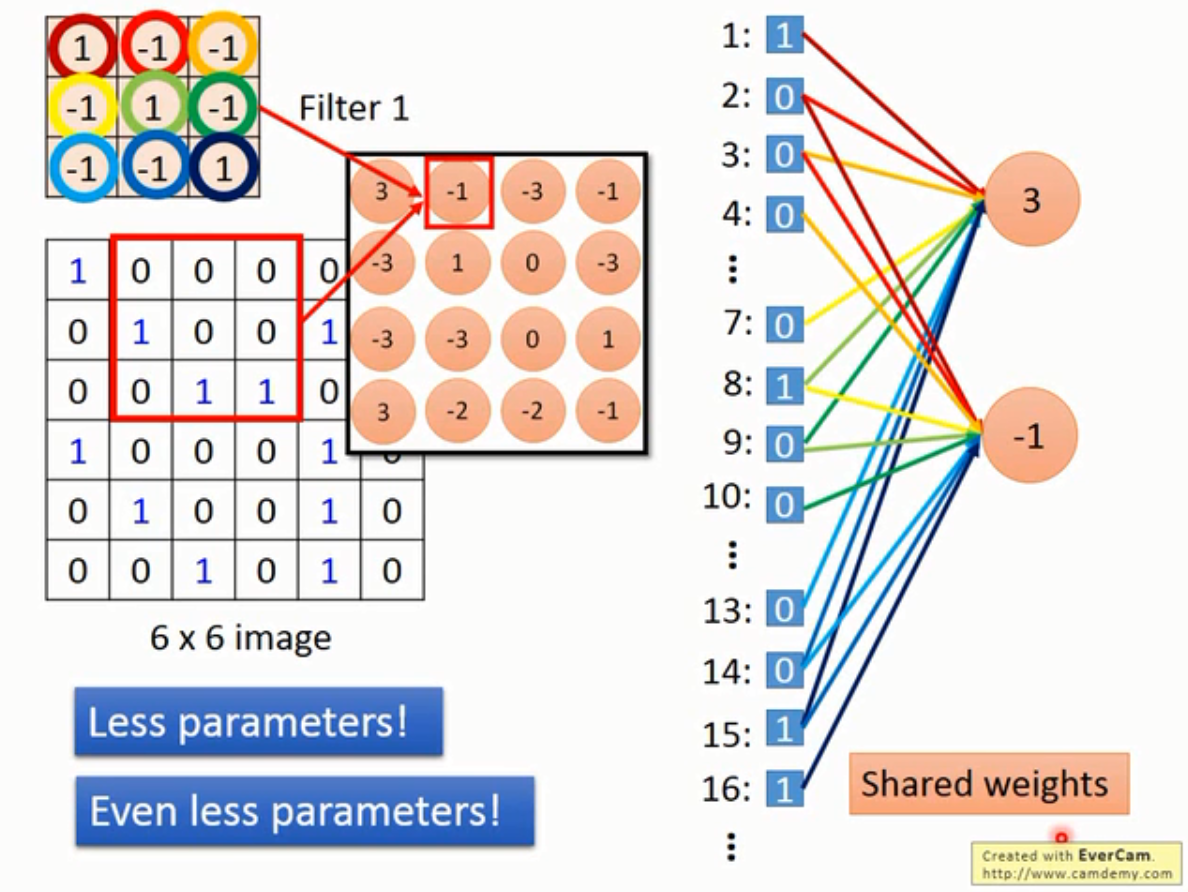 1 -1 -1
-1 1 -1
-1 -1 1
Filter 1
3 -1 -3 -1
-3 1 0 -3
-3 -3 0 1
3 -2 -2 -1
1 0 0 0 0
0 1 0 0 1
0 0 1 1 0
1 0 0 0 1
0 1 0 0 1 0
0 0 1 0 1 0
6 x 6 image
Less parameters!
Even less parameters!
1: 1
2: 0
3: 0
4: 0
⋮
7: 0
8: 1
9: 0
10: 0
⋮
13: 0
14: 0
15: 1
16: 1
⋮
3
-1
Shared weights
Created with EverCam.
http://www.camdemy.com